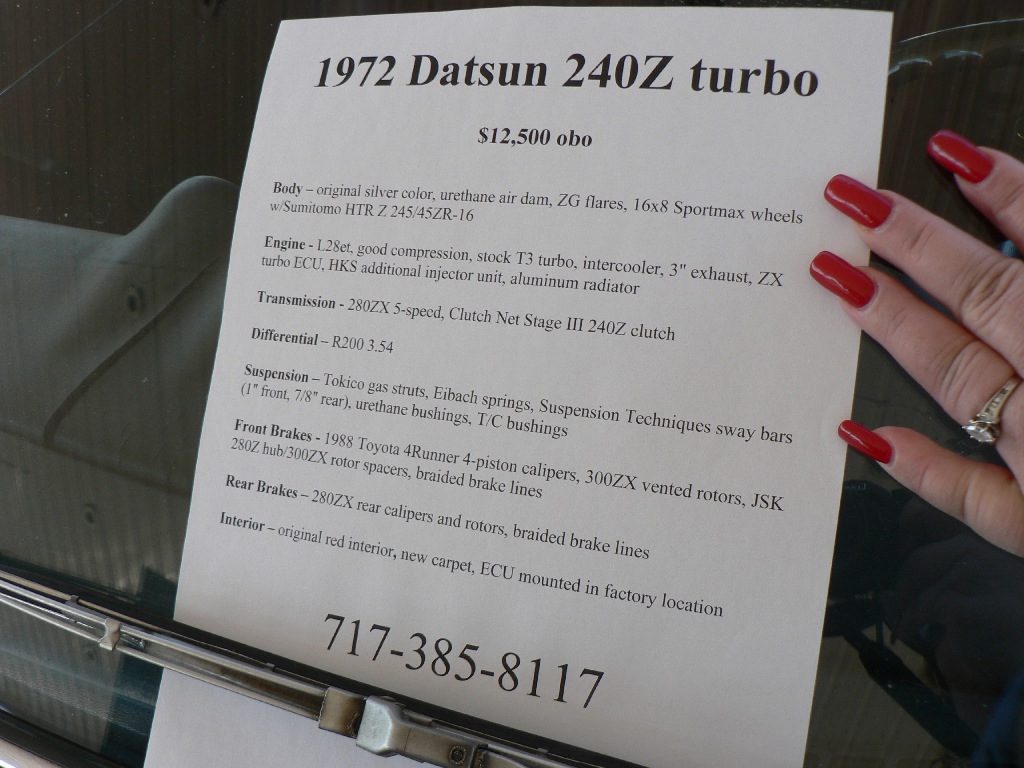 1972 Datsun 240Z turbo
$12,500 obo
Body – original silver color, urethane air dam, ZG flares, 16x8 Sportmax wheels
w/Sumitomo HTR Z 245/45ZR-16
Engine - L28et, good compression, stock T3 turbo, intercooler, 3" exhaust, ZX
turbo ECU, HKS additional injector unit, aluminum radiator
Transmission - 280ZX 5-speed, Clutch Net Stage III 240Z clutch
Differential – R200 3.54
Suspension – Tokico gas struts, Eibach springs, Suspension Techniques sway bars
(1" front, 7/8" rear), urethane bushings, T/C bushings
Front Brakes - 1988 Toyota 4Runner 4-piston calipers, 300ZX vented rotors, JSK
280Z hub/300ZX rotor spacers, braided brake lines
Rear Brakes – 280ZX rear calipers and rotors, braided brake lines
Interior – original red interior, new carpet, ECU mounted in factory location
717-385-8117